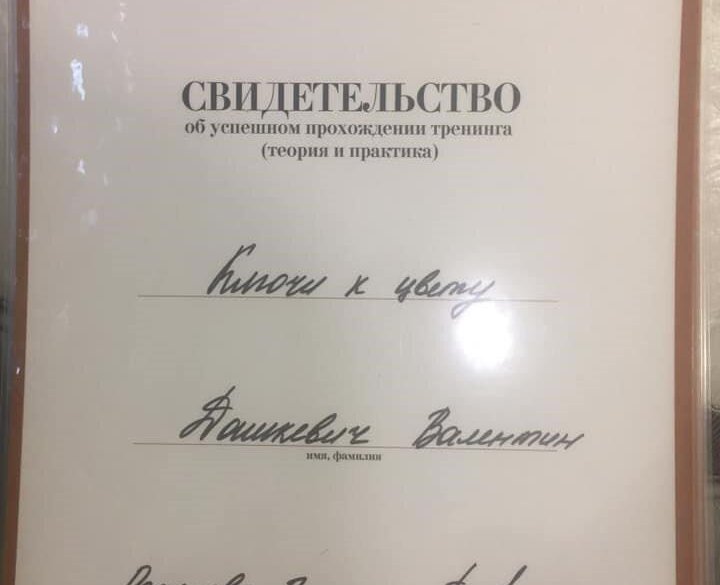 СВИДЕТЕЛЬСТВО
об успешном прохождении тренинга
(теория и практика)
Ключи к цвету
Дашкевич Валентин
имя, фамилия